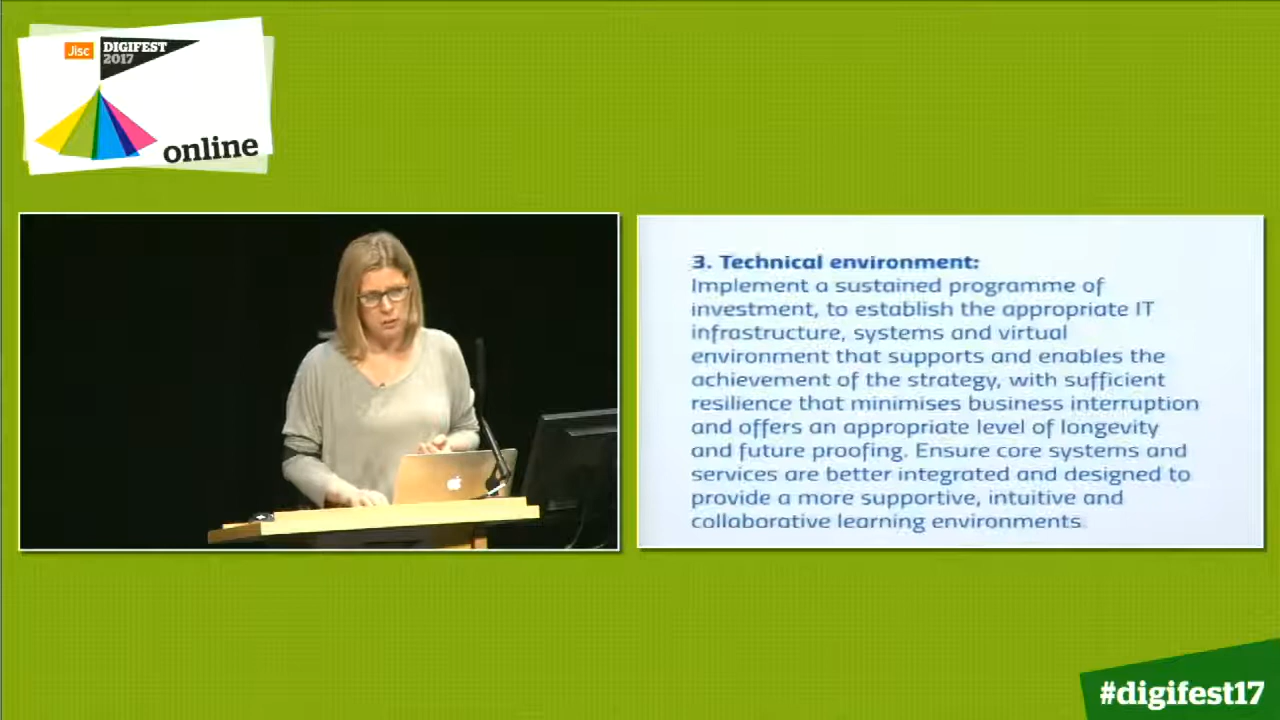 Jisc
DIGIFEST
2017
online
3. Technical environment:
Implement a sustained programme of
investment, to establish the appropriate IT
infrastructure, systems and virtual
environment that supports and enables the
achievement of the strategy, with sufficient
resilience that minimises business interruption
and offers an appropriate level of longevity
and future proofing. Ensure core systems and
services are better integrated and designed to
provide a more supportive, intuitive and
collaborative learning environments
#digifest17